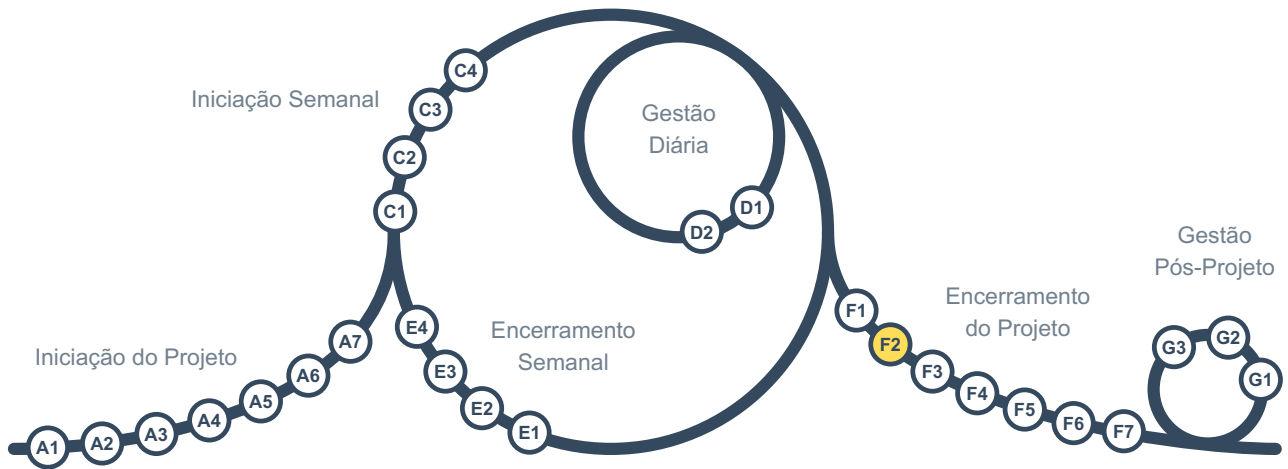 Iniciação do Projeto
A1
A2
A3
A4
A5
A6
A7
Iniciação Semanal
C1
C2
C3
C4
Gestão
Diária
D1
D2
Encerramento
Semanal
E1
E2
E3
E4
Encerramento
do Projeto
F1
F2
F3
F4
F5
F6
F7
Gestão
Pós-Projeto
G1
G2
G3